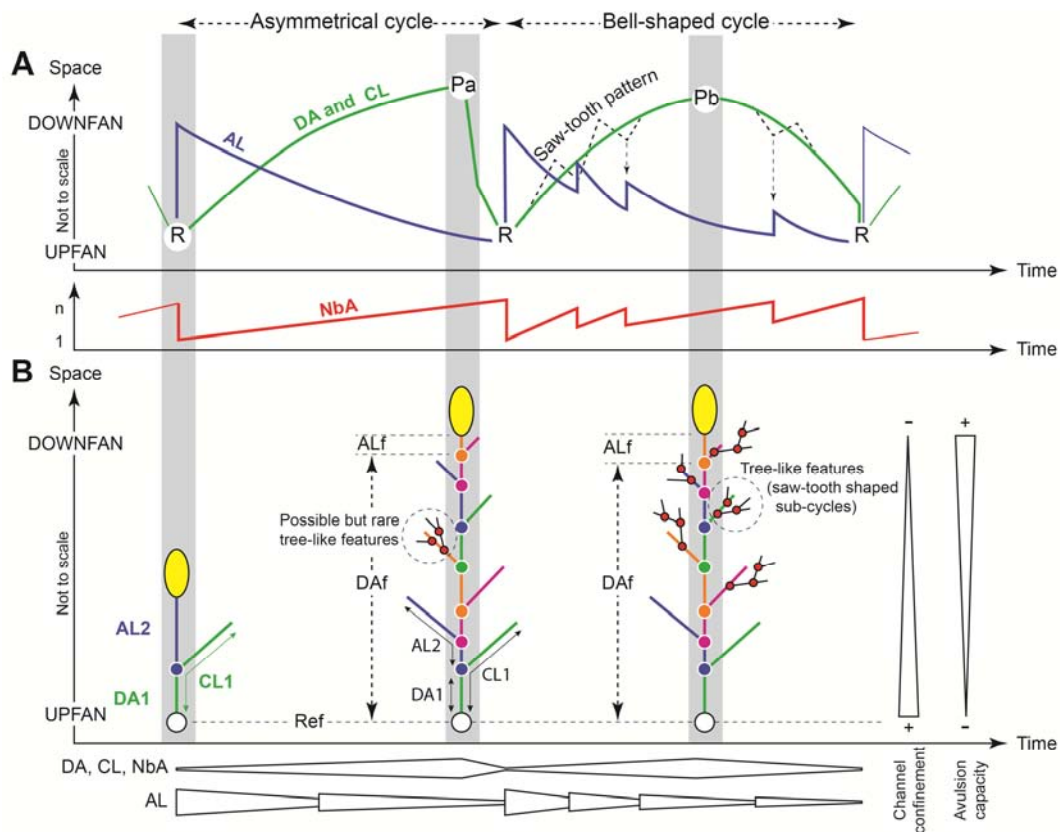 Asymmetrical cycle
Bell-shaped cycle
A
Space
DOWNFAN
Not to scale
UPFAN
R
AL
DA and CL
Pa
R
Saw-tooth pattern
Pb
R
Time
n
1
NbA
Time
B
Space
DOWNFAN
Not to scale
UPFAN
AL2
DA1
CL1
Ref
ALf
Possible but rare
tree-like features
DAf
AL2
DA1
CL1
ALf
DAf
Tree-like features
(saw-tooth shaped
sub-cycles)
-
+
+
-
Channel
confinement
Avulsion
capacity
Time
DA, CL, NbA
AL